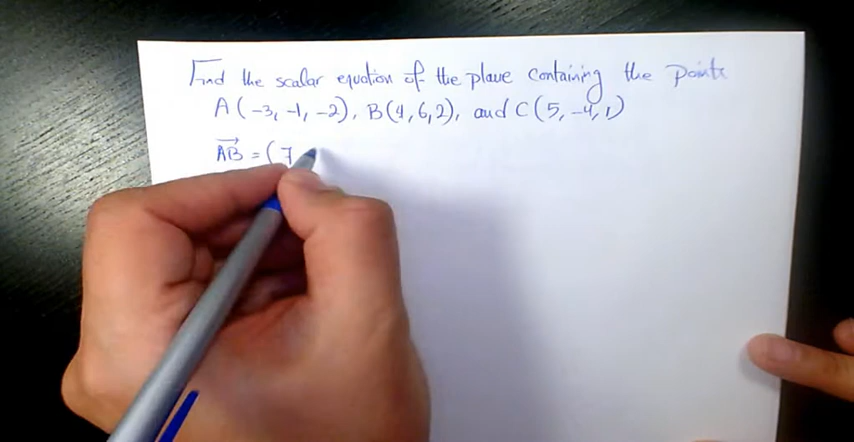 Find the scalar equation of the plane containing the points
A(-3, -1, -2), B(4, 6, 2), and C(5, -4, 1)
AB = (7